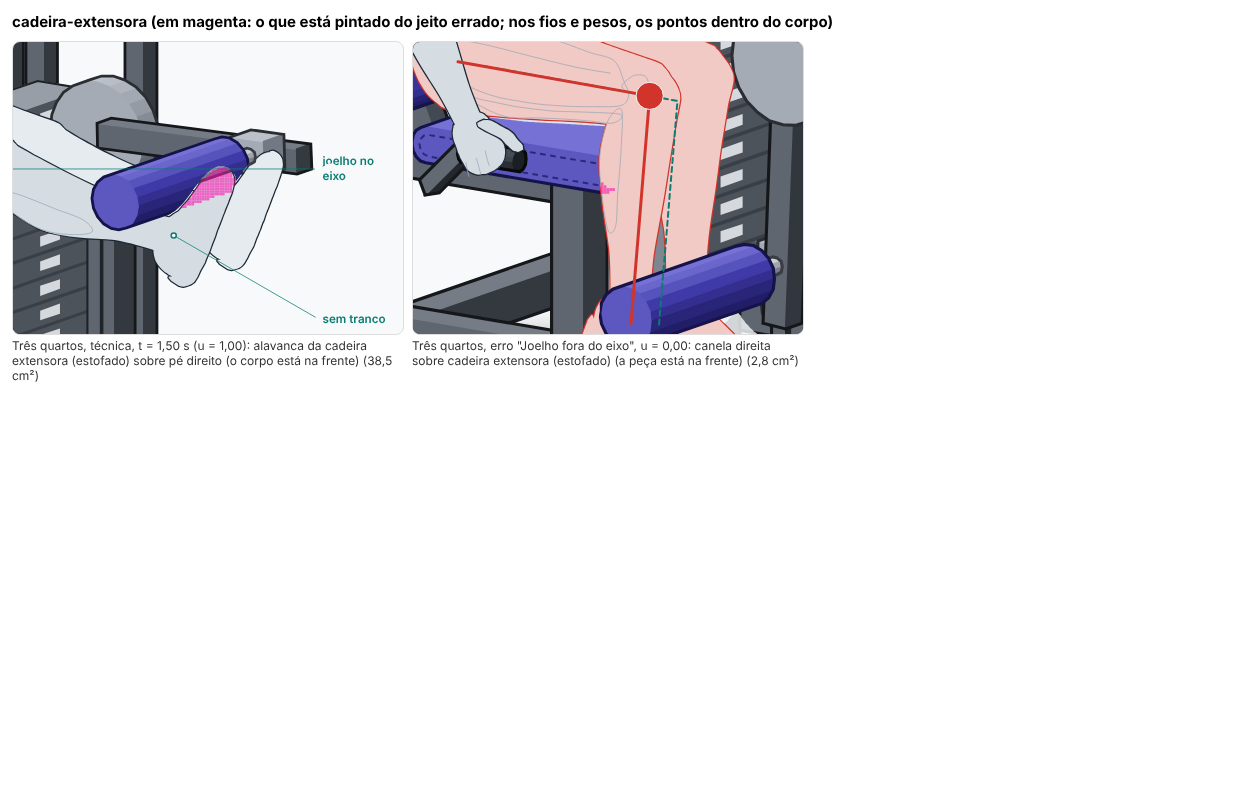 cadeira-extensora (em magenta: o que está pintado do jeito errado; nos fios e pesos, os pontos dentro do corpo)
joelho no
eixo
sem tranco
Três quartos, técnica, t = 1,50 s (u = 1,00): alavanca da cadeira
extensora (estofado) sobre pé direito (o corpo está na frente) (38,5
cm²)
Três quartos, erro "Joelho fora do eixo", u = 0,00: canela direita
sobre cadeira extensora (estofado) (a peça está na frente) (2,8 cm²)